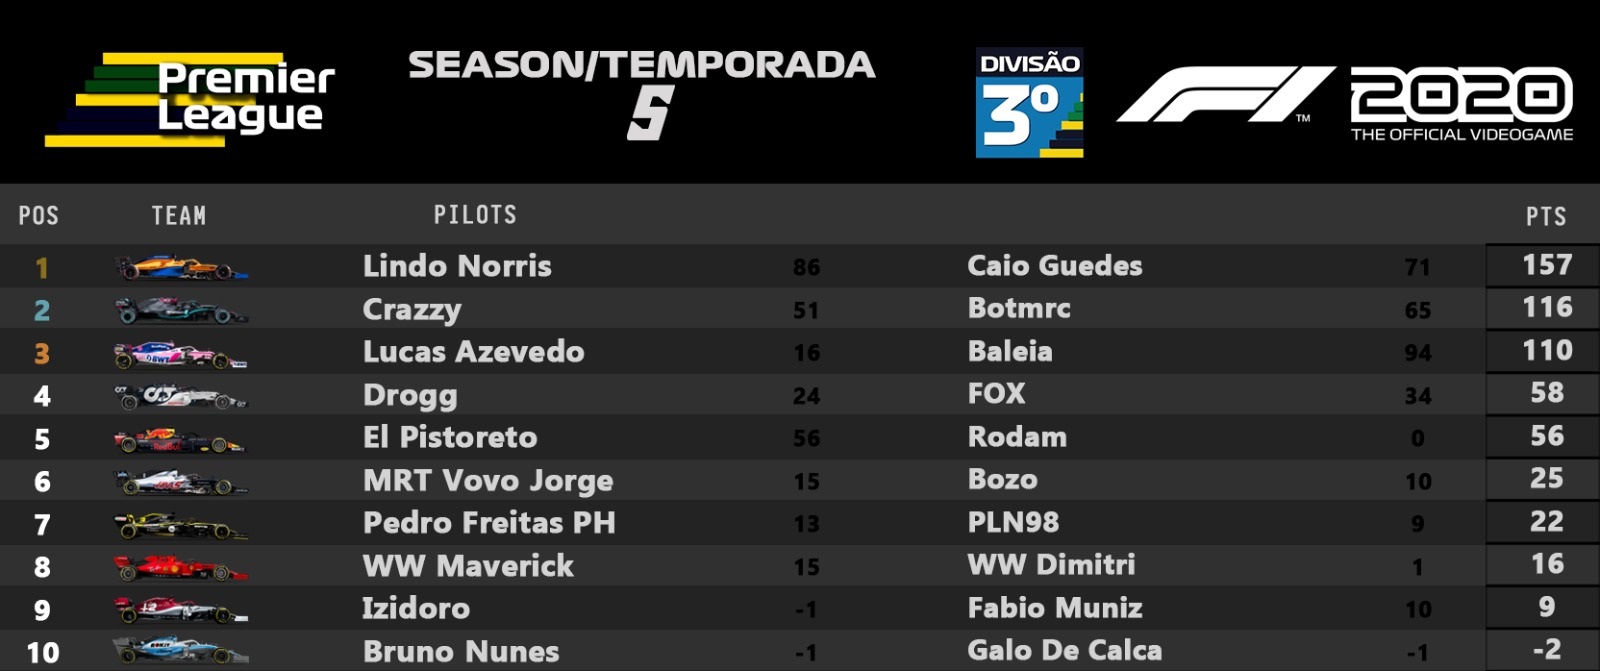 Premier
League
SEASON/TEMPORADA
5
DIVISÃO
3º
F1™
2020
THE OFFICIAL VIDEOGAME
POS TEAM PILOTS PTS
1 Lindo Norris 86 Caio Guedes 71 157
2 Crazzy 51 Botmrc 65 116
3 Lucas Azevedo 16 Baleia 94 110
4 Drogg 24 FOX 34 58
5 El Pistoreto 56 Rodam 0 56
6 MRT Vovo Jorge 15 Bozo 10 25
7 Pedro Freitas PH 13 PLN98 9 22
8 WW Maverick 15 WW Dimitri 1 16
9 Izidoro -1 Fabio Muniz 10 9
10 Bruno Nunes -1 Galo De Calca -1 -2